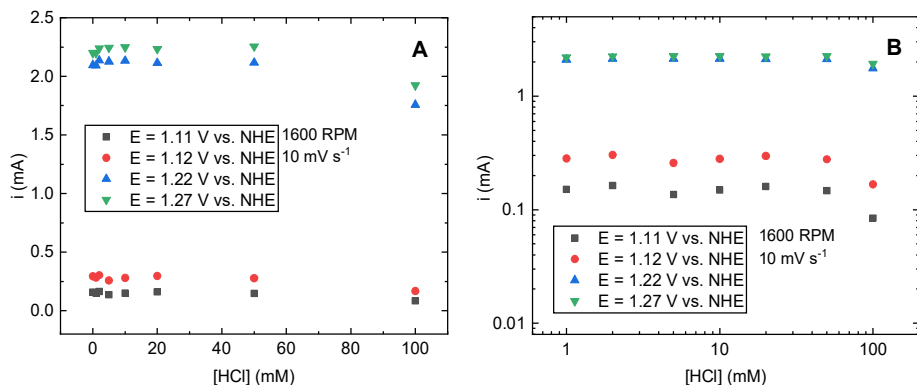 A
2.5
2.0
1.5
1.0
0.5
0.0
i (mA)
E = 1.11 V vs. NHE
E = 1.12 V vs. NHE
E = 1.22 V vs. NHE
E = 1.27 V vs. NHE
1600 RPM
10 mV s⁻¹
0 20 40 60 80 100
[HCl] (mM)
B
1
0.1
0.01
i (mA)
E = 1.11 V vs. NHE
E = 1.12 V vs. NHE
E = 1.22 V vs. NHE
E = 1.27 V vs. NHE
1600 RPM
10 mV s⁻¹
1 10 100
[HCl] (mM)